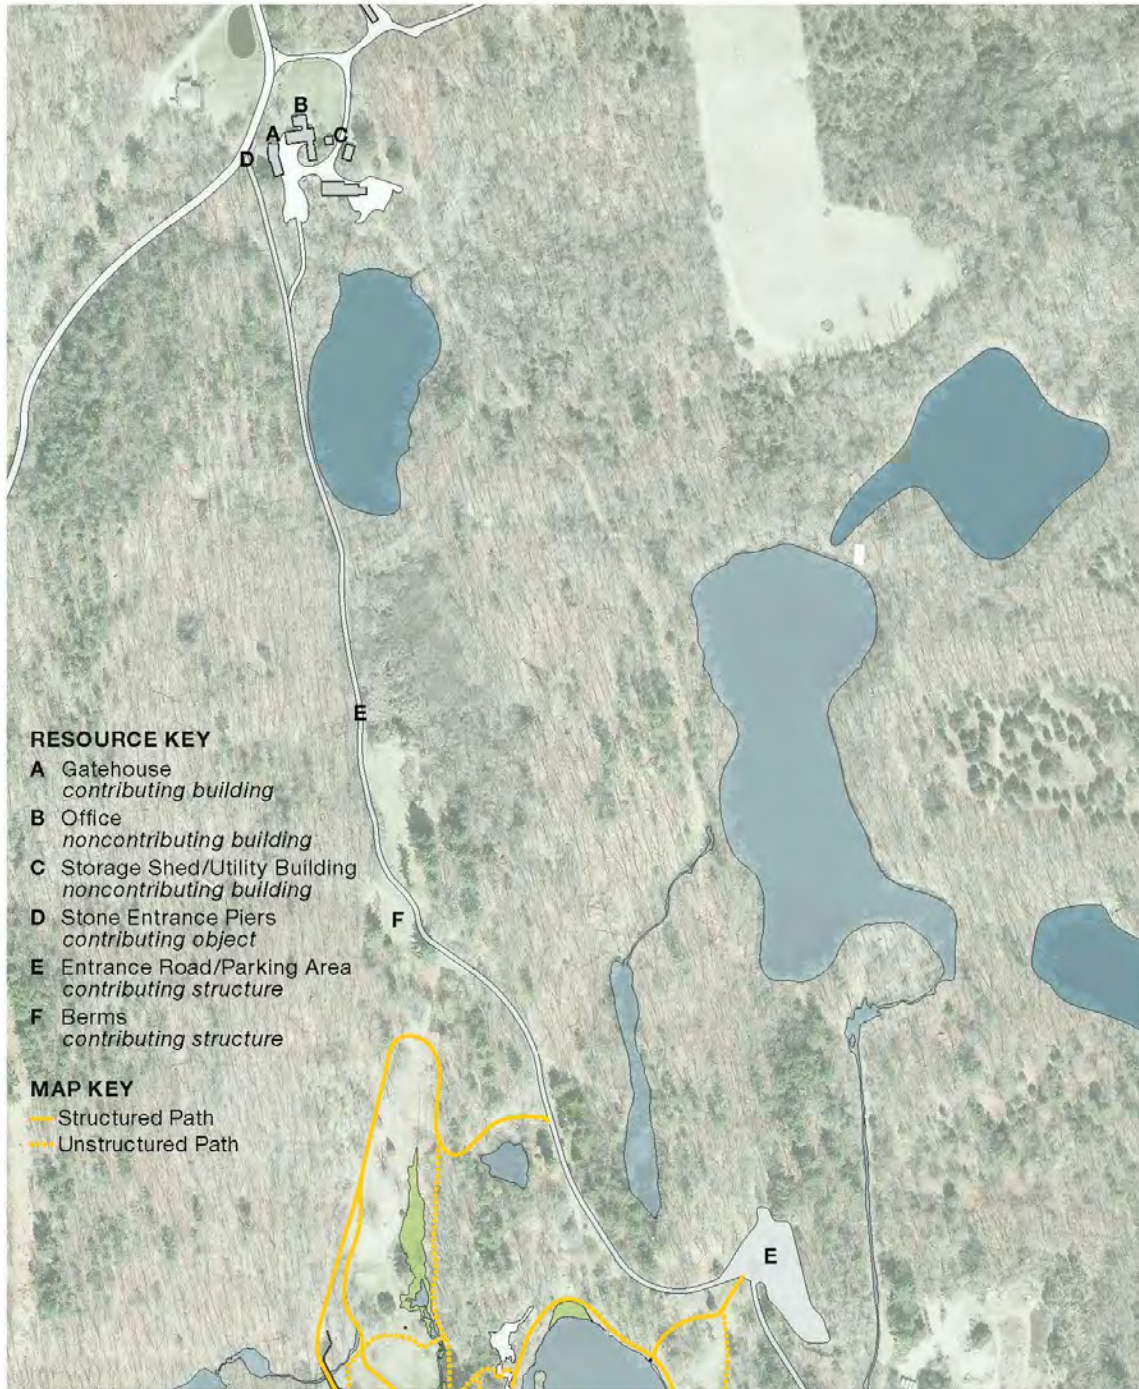 B
A
C
D
E
RESOURCE KEY
A Gatehouse
contributing building
B Office
noncontributing building
C Storage Shed/Utility Building
noncontributing building
D Stone Entrance Piers
contributing object
E Entrance Road/Parking Area
contributing structure
F Berms
contributing structure
F
MAP KEY
Structured Path
Unstructured Path
E